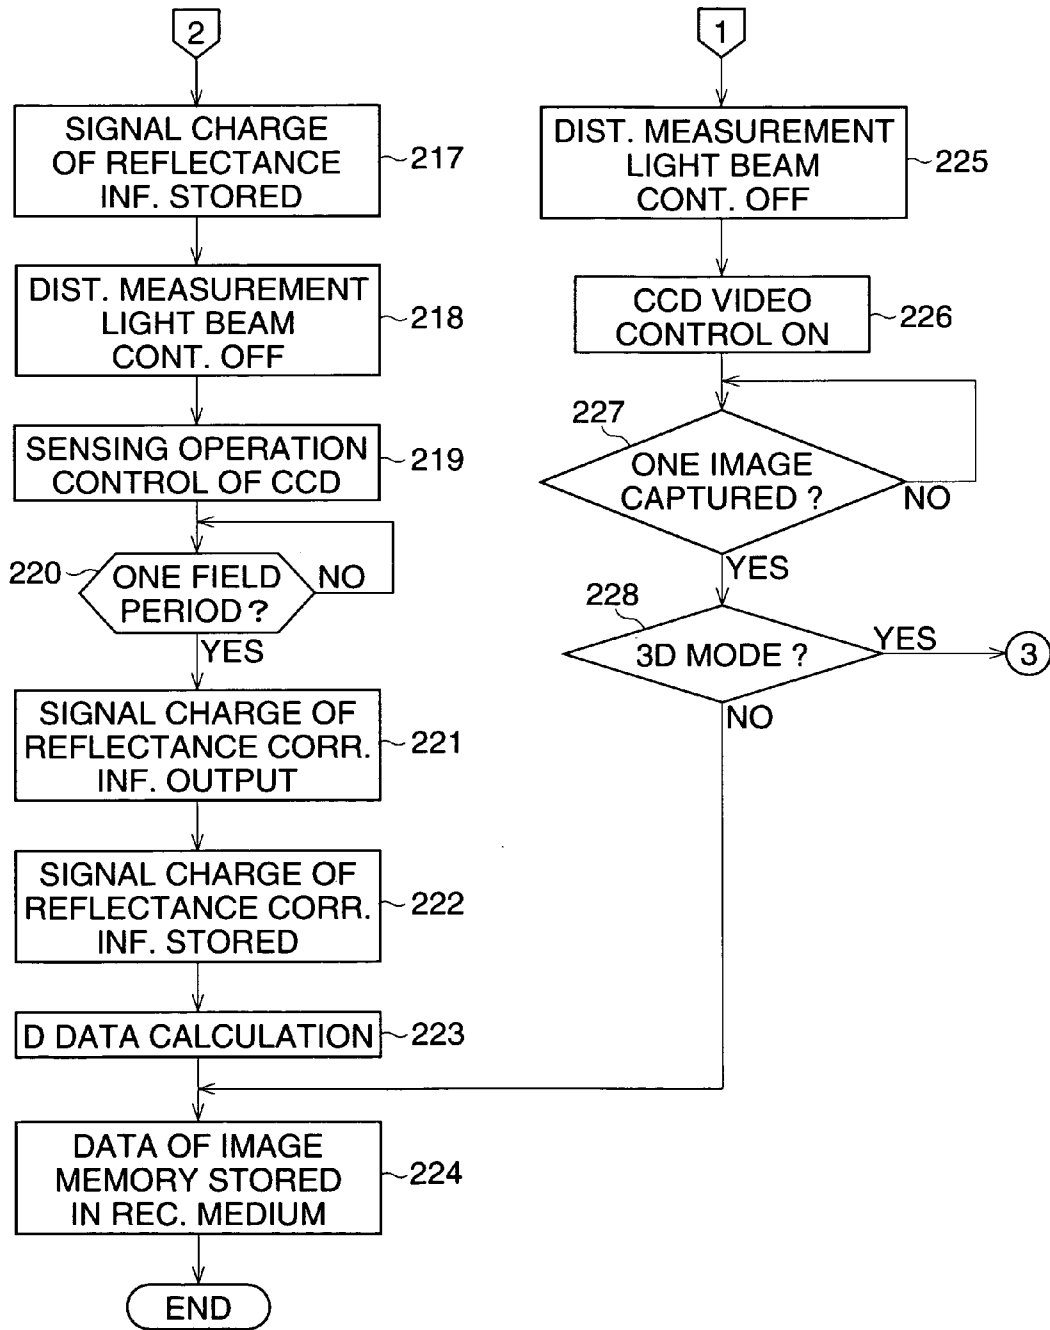 2
SIGNAL CHARGE
OF REFLECTANCE
INF. STORED
217
DIST. MEASUREMENT
LIGHT BEAM
CONT. OFF
218
SENSING OPERATION
CONTROL OF CCD
219
220
ONE FIELD
PERIOD?
NO
YES
SIGNAL CHARGE OF
REFLECTANCE CORR.
INF. OUTPUT
221
SIGNAL CHARGE OF
REFLECTANCE CORR.
INF. STORED
222
D DATA CALCULATION
223
DATA OF IMAGE
MEMORY STORED
IN REC. MEDIUM
224
END
1
DIST. MEASUREMENT
LIGHT BEAM
CONT. OFF
225
CCD VIDEO
CONTROL ON
226
227
ONE IMAGE
CAPTURED ?
NO
YES
228
3D MODE ?
YES
3
NO